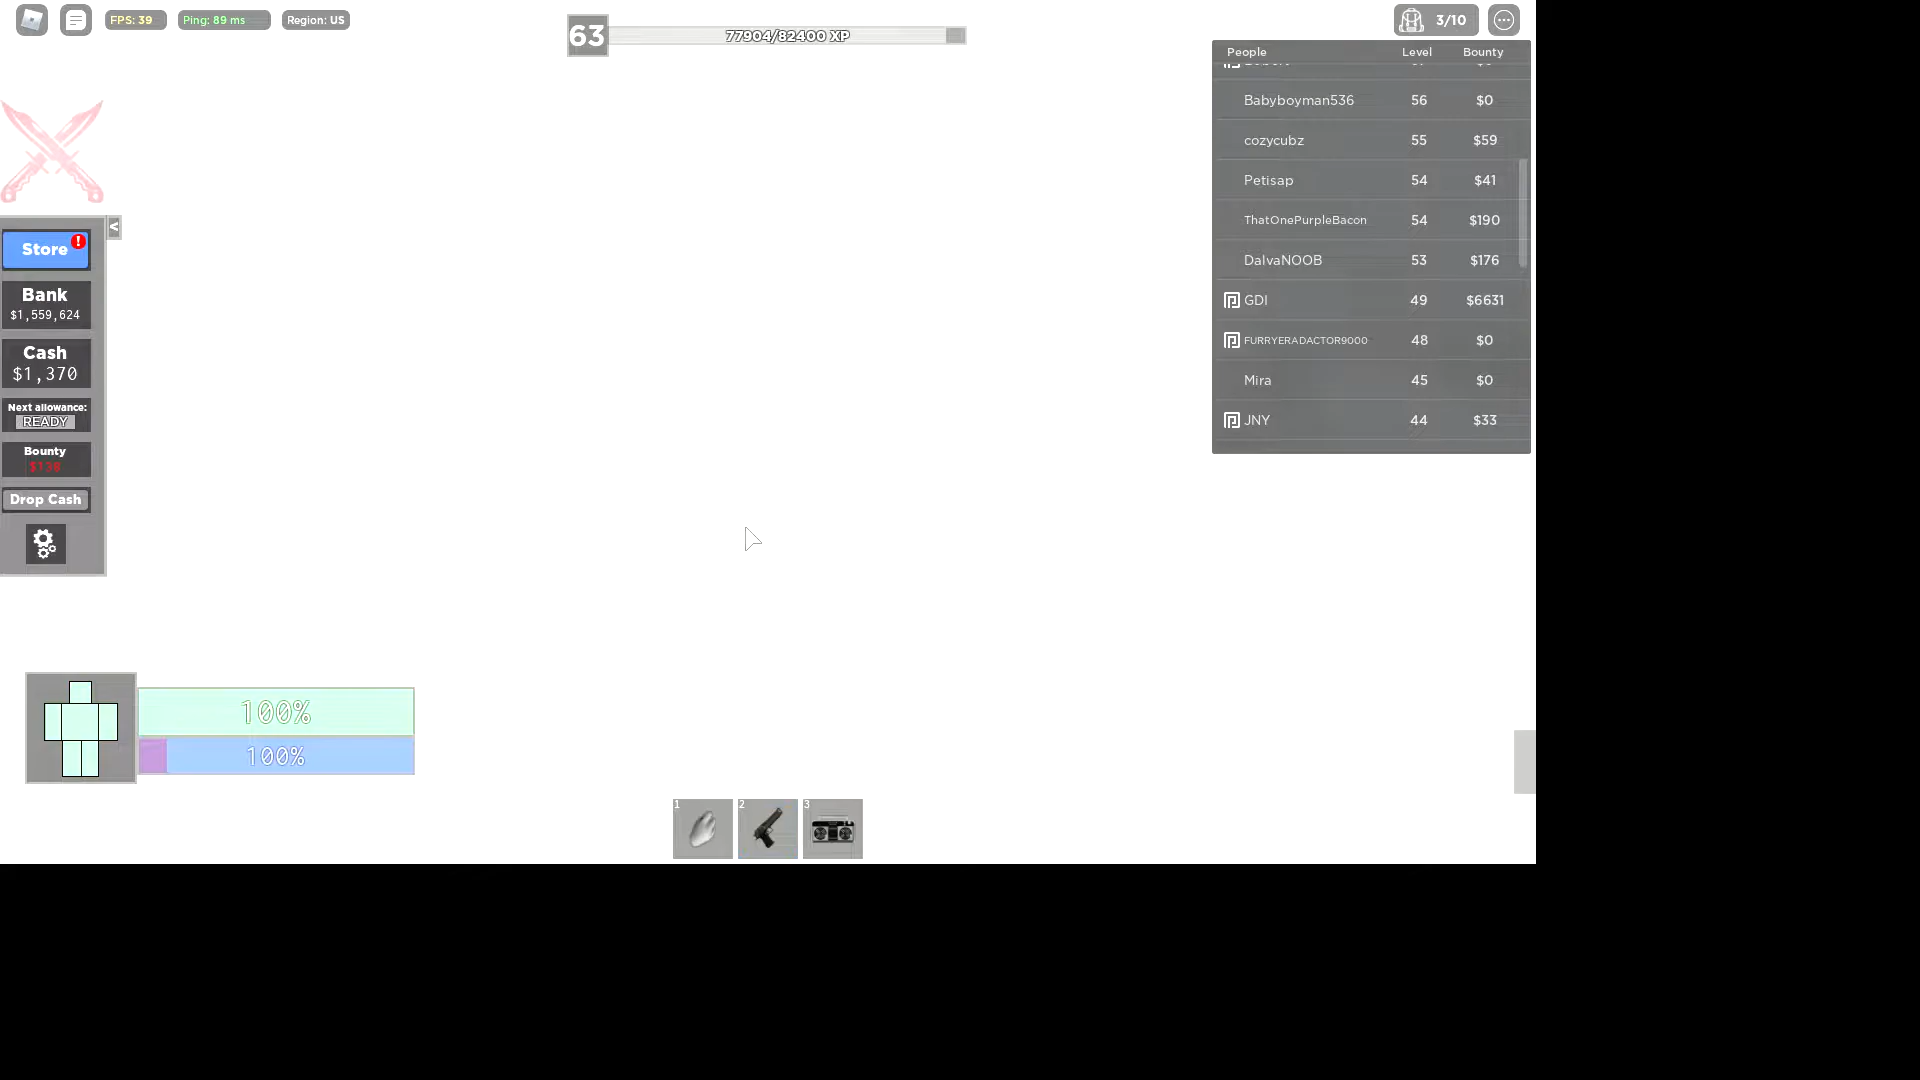 FPS: 39
Ping: 89 ms
Region: US
63
77904/82400 XP
3/10
People Level Bounty
Babyboyman536 56 $0
cozycubz 55 $59
Petisap 54 $41
ThatOnePurpleBacon 54 $190
DalvaNOOB 53 $176
GDI 49 $6631
FURRYERADACTOR9000 48 $0
Mira 45 $0
JNY 44 $33
<
Store !
Bank
$1,559,624
Cash
$1,370
Next allowance:
READY
Bounty
$138
Drop Cash
100%
100%
1 2 3